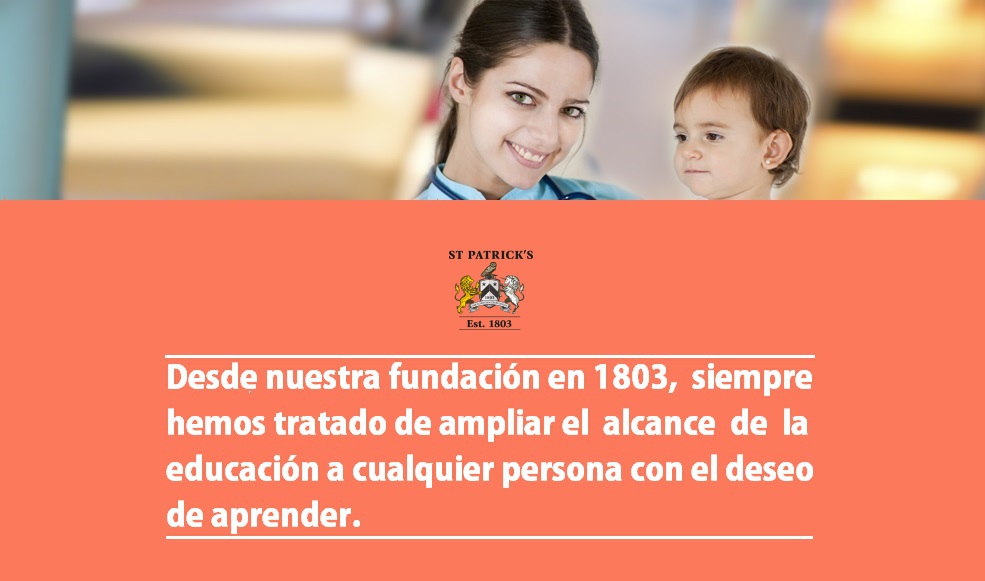 ST PATRICK'S
Est. 1803
Desde nuestra fundación en 1803, siempre
hemos tratado de ampliar el alcance de la
educación a cualquier persona con el deseo
de aprender.